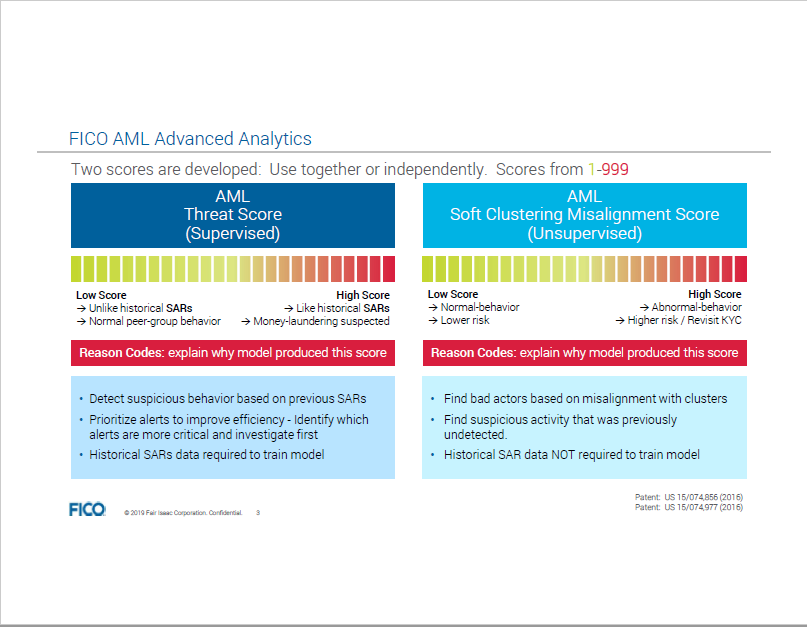 FICO AML Advanced Analytics
Two scores are developed:  Use together or independently.  Scores from 1-999
AML
Threat Score
(Supervised)
Low Score
→ Unlike historical SARs
→ Normal peer-group behavior
High Score
→ Like historical SARs
→ Money-laundering suspected
Reason Codes: explain why model produced this score
• Detect suspicious behavior based on previous SARs
• Prioritize alerts to improve efficiency - Identify which
alerts are more critical and investigate first
• Historical SARs data required to train model
AML
Soft Clustering Misalignment Score
(Unsupervised)
Low Score
→ Normal-behavior
→ Lower risk
High Score
→ Abnormal-behavior
→ Higher risk / Revisit KYC
Reason Codes: explain why model produced this score
• Find bad actors based on misalignment with clusters
• Find suspicious activity that was previously
undetected.
• Historical SAR data NOT required to train model
FICO
© 2019 Fair Isaac Corporation. Confidential.
3
Patent:  US 15/074,856 (2016)
Patent:  US 15/074,977 (2016)